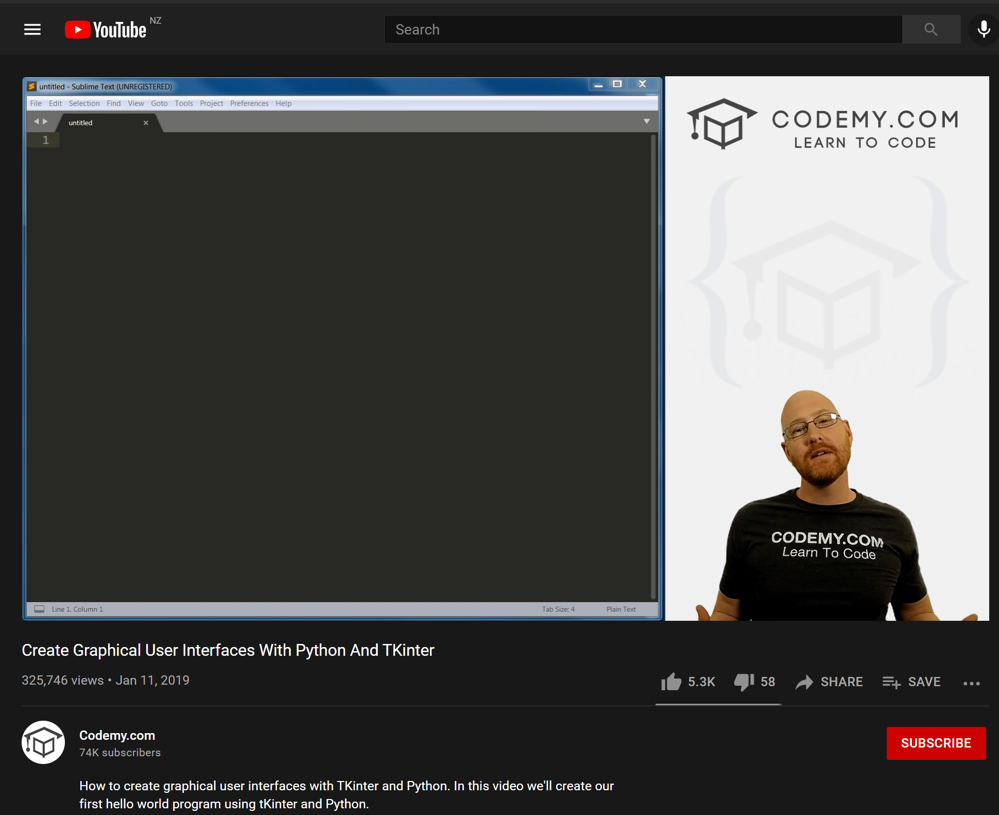 YouTube NZ
Search
untitled - Sublime Text (UNREGISTERED)
File Edit Selection Find View Goto Tools Project Preferences Help
untitled
1
Line 1, Column 1
Tab Size: 4
Plain Text
CODEMY.COM
LEARN TO CODE
CODEMY.COM
Learn To Code
Create Graphical User Interfaces With Python And TKinter
325,746 views • Jan 11, 2019
5.3K
58
SHARE
SAVE
Codemy.com
74K subscribers
SUBSCRIBE
How to create graphical user interfaces with TKinter and Python. In this video we'll create our
first hello world program using tKinter and Python.